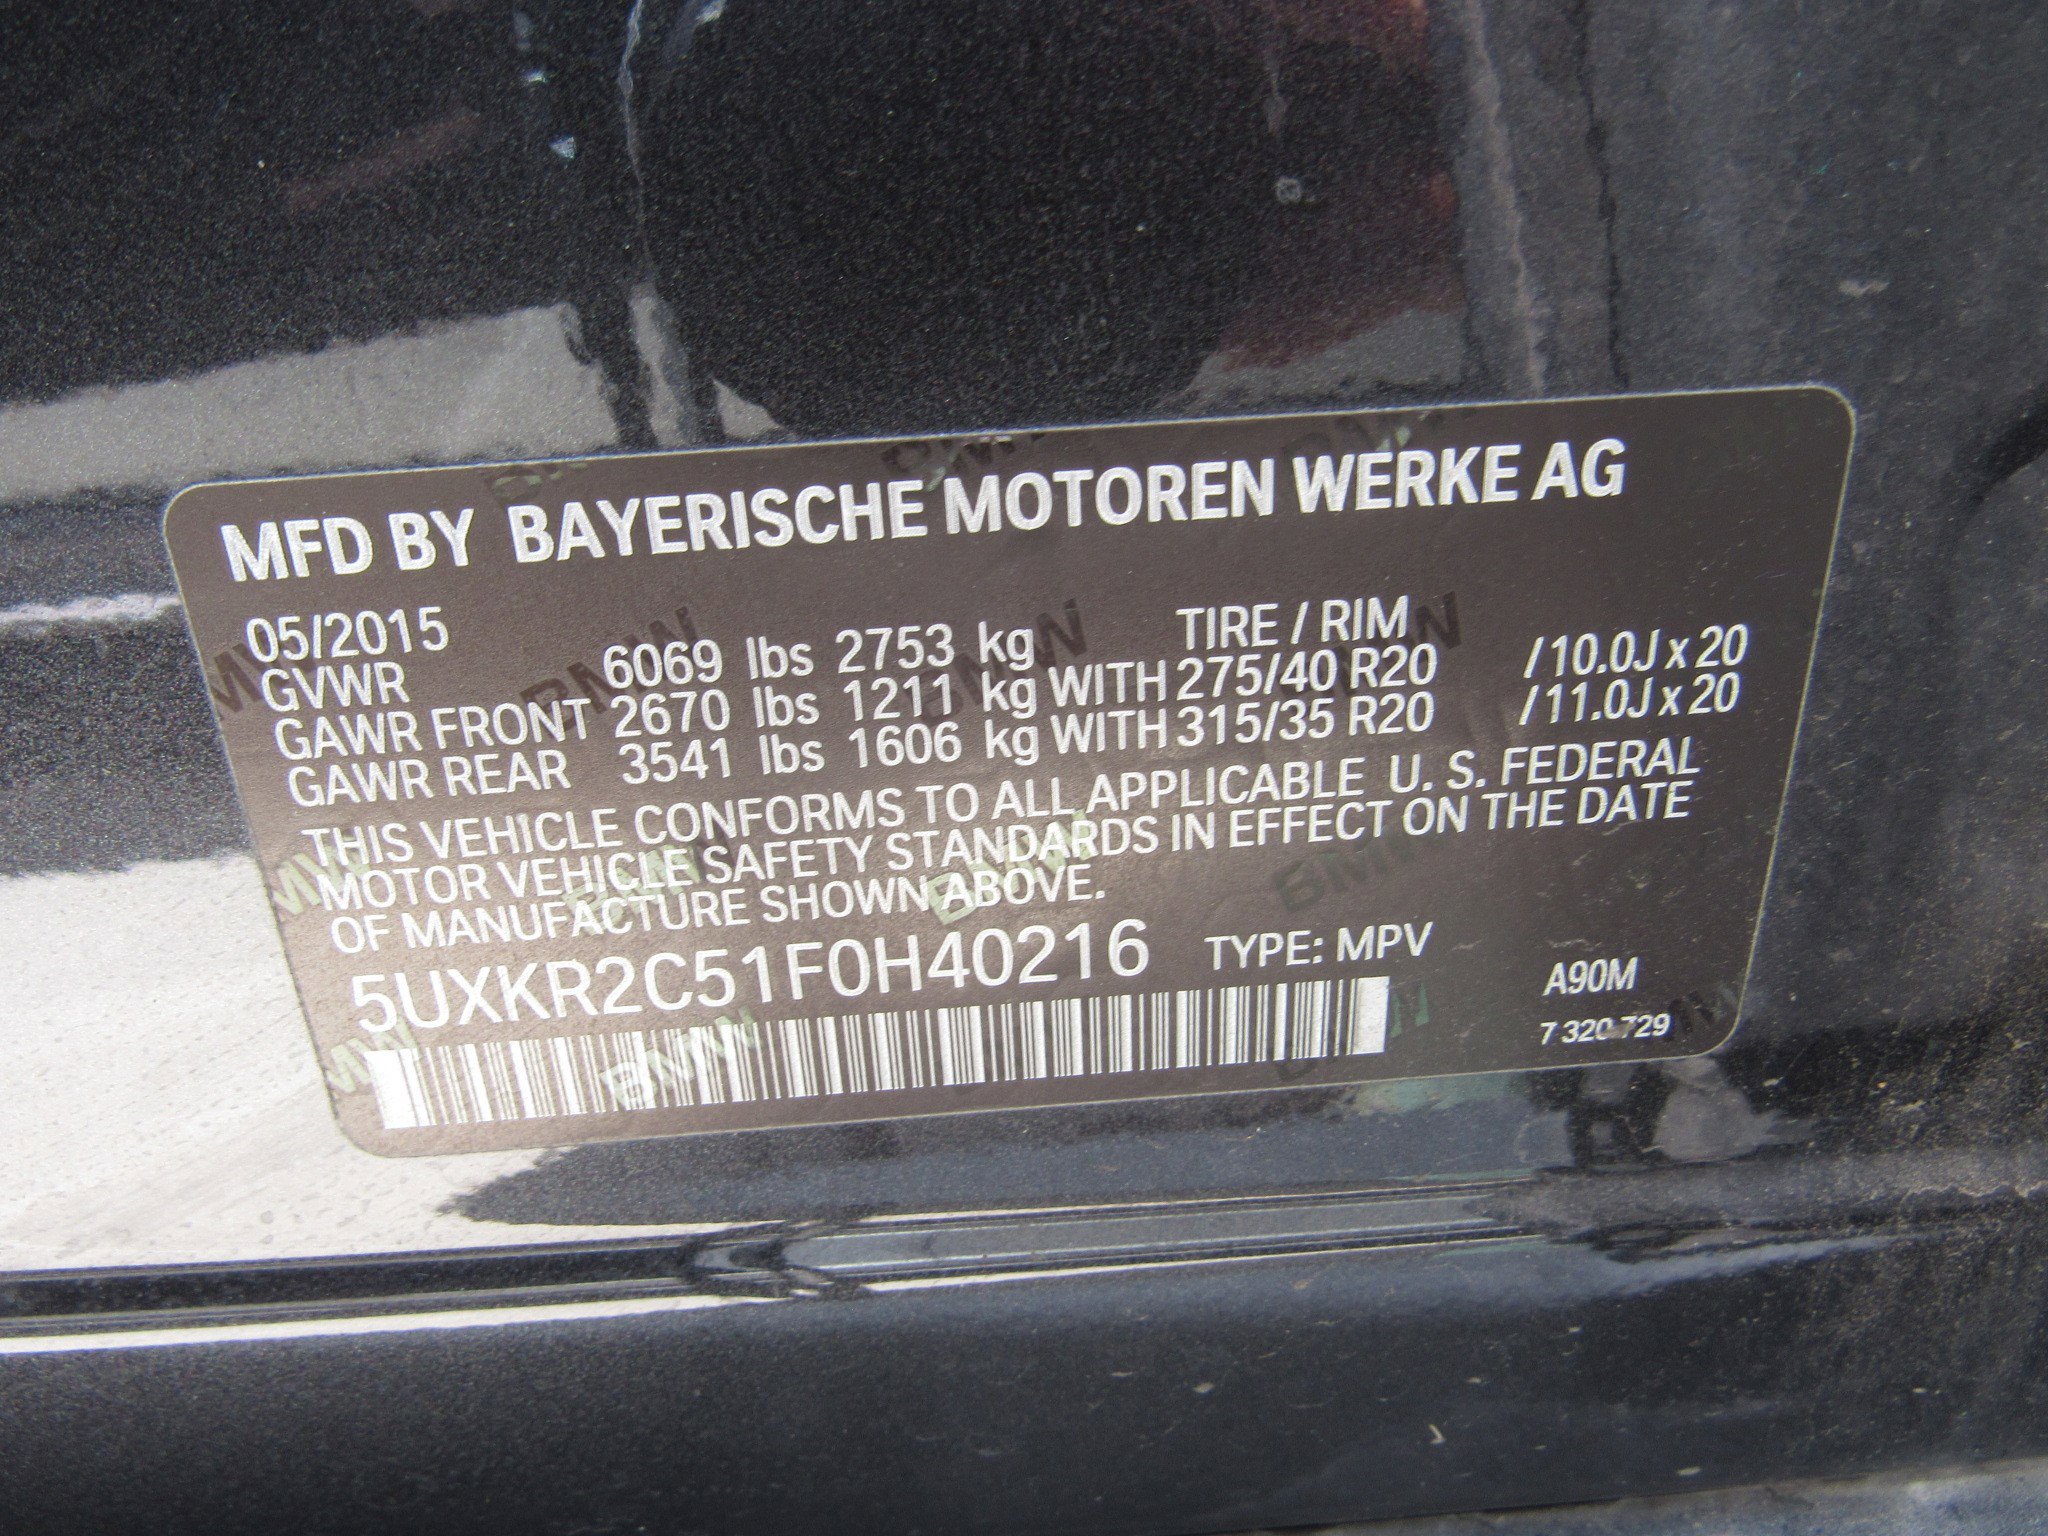 MFD BY BAYERISCHE MOTOREN WERKE AG
05/2015 TIRE / RIM
GVWR 6069 lbs 2753 kg
GAWR FRONT 2670 lbs 1211 kg WITH 275/40 R20 /10.0J x 20
GAWR REAR 3541 lbs 1606 kg WITH 315/35 R20 /11.0J x 20
THIS VEHICLE CONFORMS TO ALL APPLICABLE U. S. FEDERAL
MOTOR VEHICLE SAFETY STANDARDS IN EFFECT ON THE DATE
OF MANUFACTURE SHOWN ABOVE.
5UXKR2C51F0H40216 TYPE: MPV A90M
7 320 729